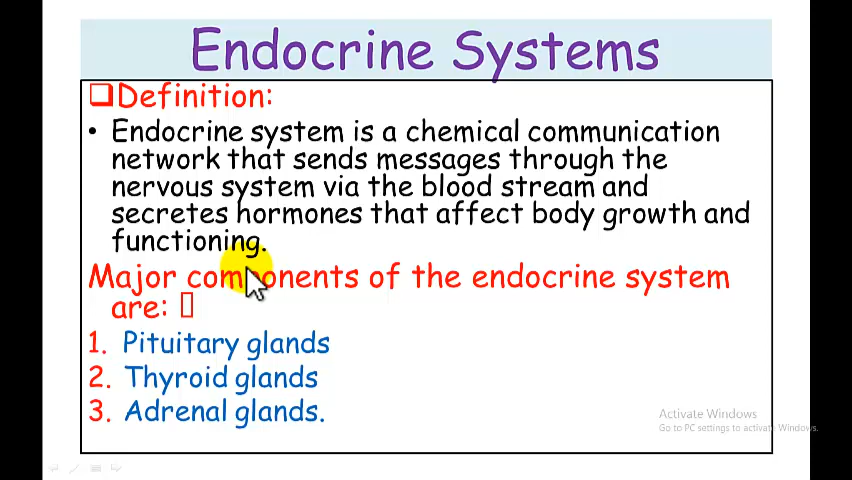 Endocrine Systems
❑Definition:
• Endocrine system is a chemical communication
network that sends messages through the
nervous system via the blood stream and
secretes hormones that affect body growth and
functioning.
Major components of the endocrine system
are: 
1. Pituitary glands
2. Thyroid glands
3. Adrenal glands.
Activate Windows
Go to PC settings to activate Windows.